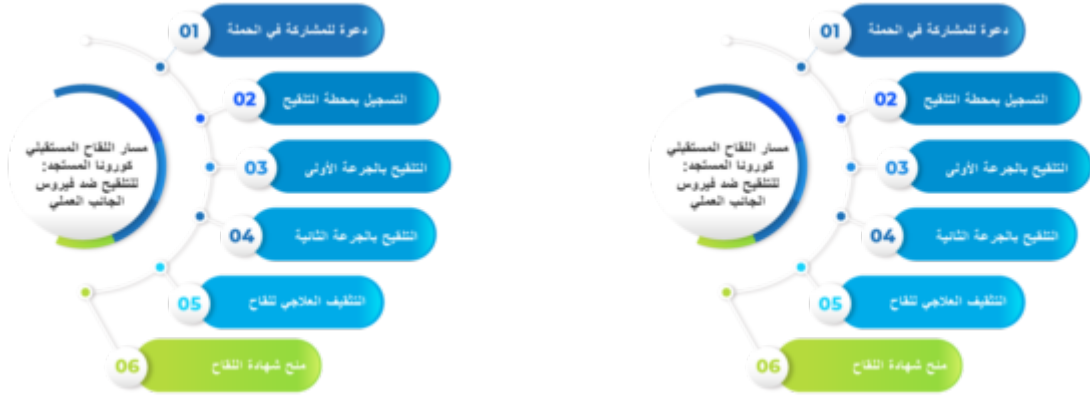 مسار اللقاح المستقبلي
كورونا المستجد:
للتلقيح ضد فيروس
الجانب العملي
01 دعوة للمشاركة في الحملة
02 التسجيل بمحطة التلقيح
03 التلقيح بالجرعة الأولى
04 التلقيح بالجرعة الثانية
05 التثقيف العلاجي للقاح
06 منح شهادة اللقاح
مسار اللقاح المستقبلي
كورونا المستجد:
للتلقيح ضد فيروس
الجانب العملي
01 دعوة للمشاركة في الحملة
02 التسجيل بمحطة التلقيح
03 التلقيح بالجرعة الأولى
04 التلقيح بالجرعة الثانية
05 التثقيف العلاجي للقاح
06 منح شهادة اللقاح